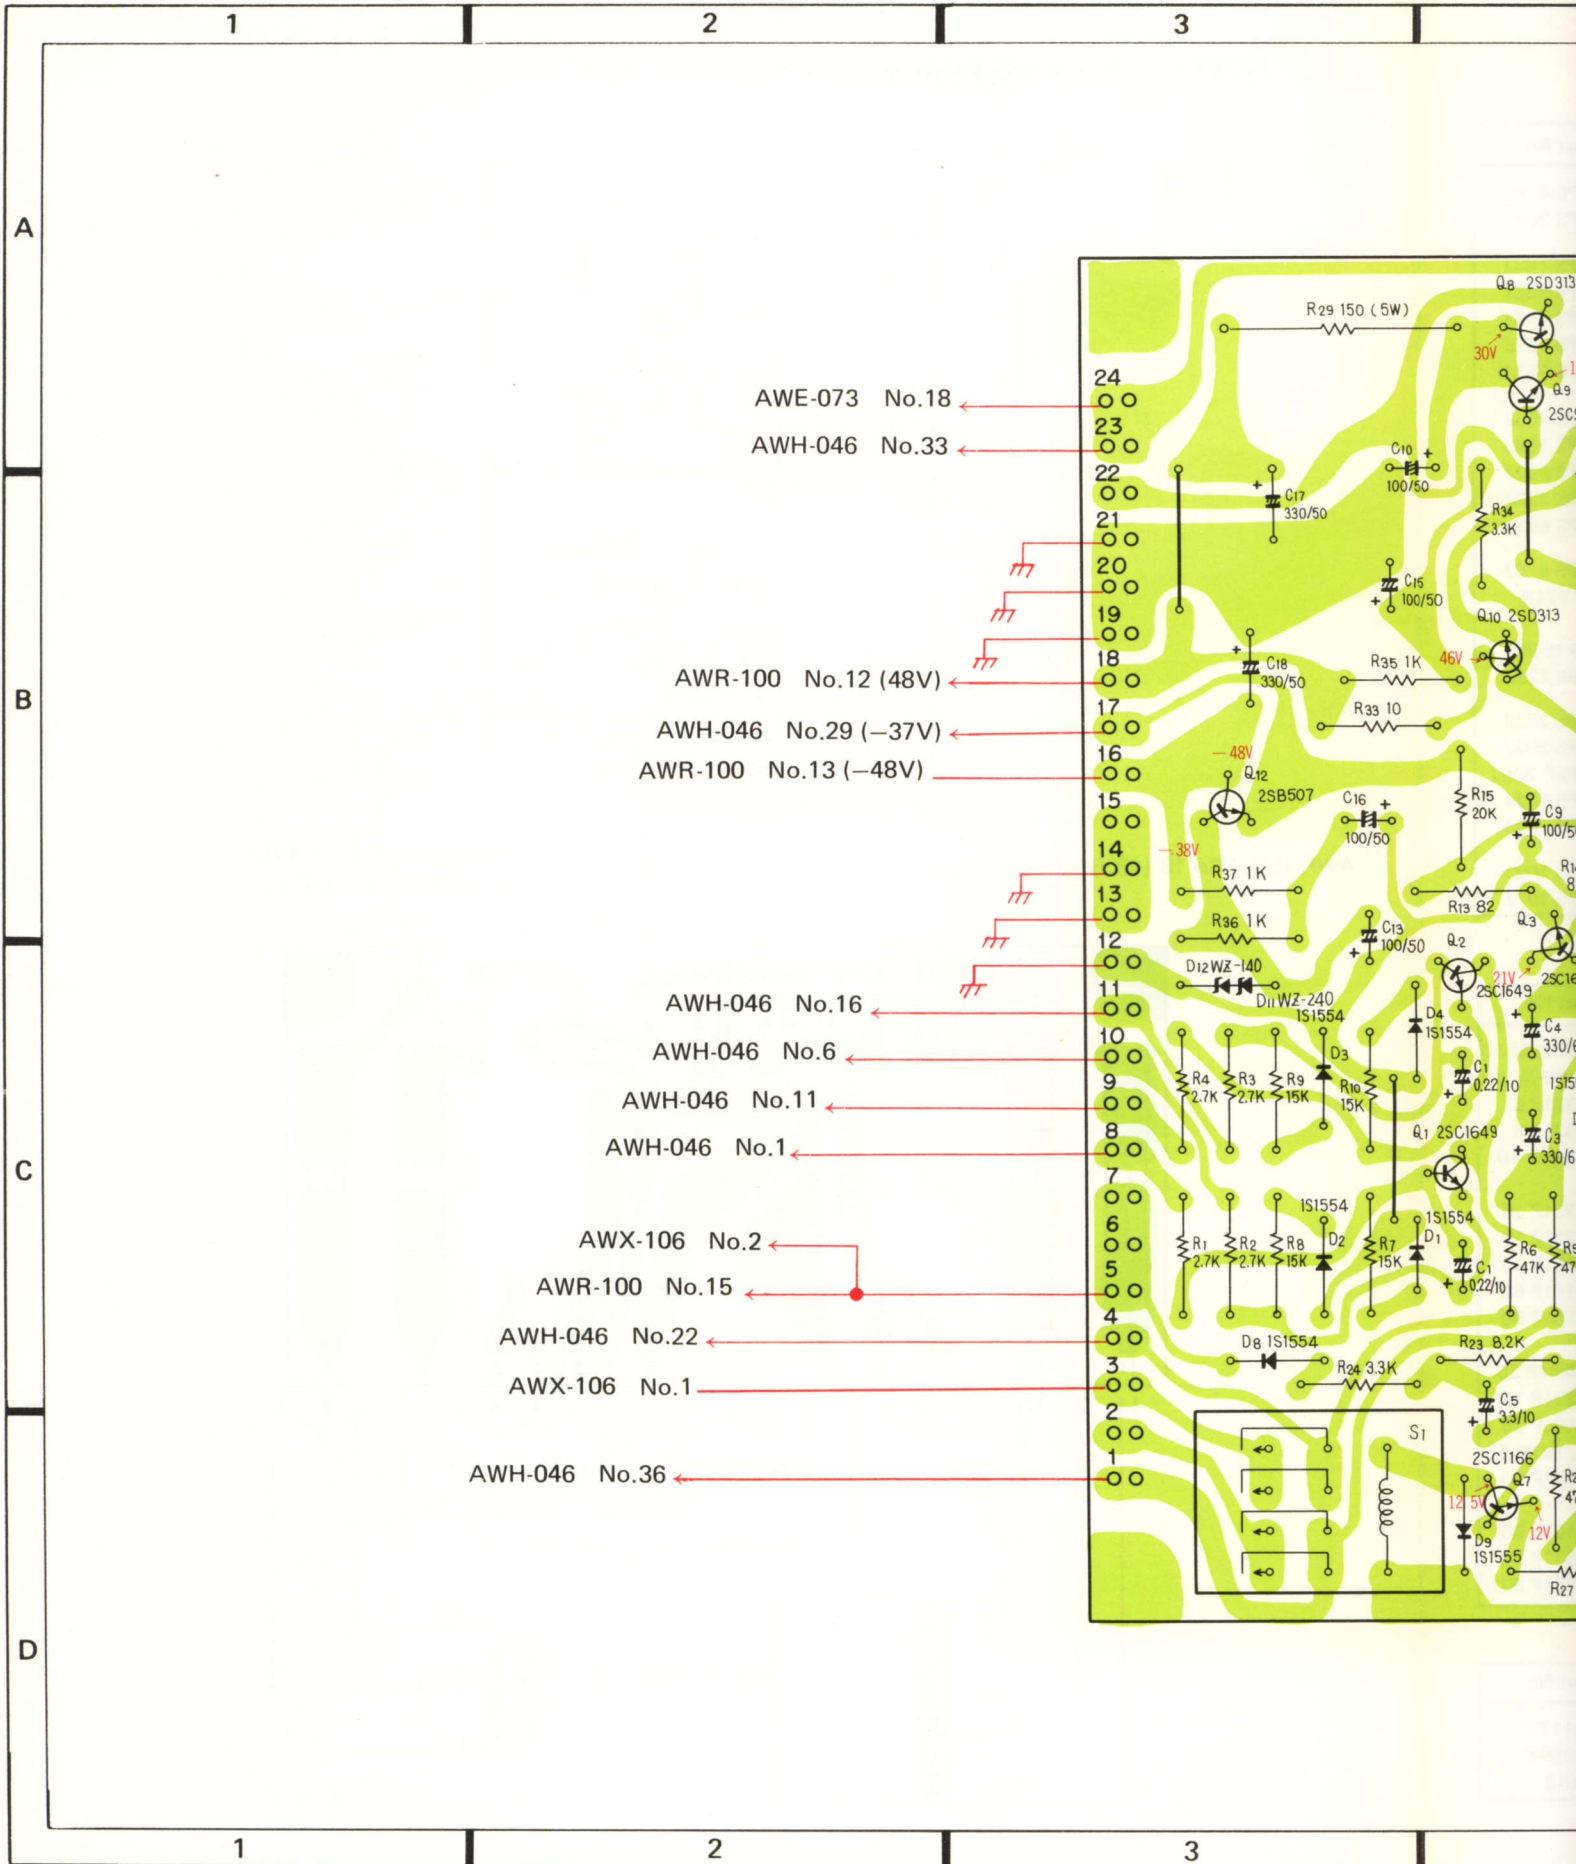 1 2 3
A
Q8 2SD313
R29 150 (5W)
30V
24
AWE-073 No.18
Q9
23
AWH-046 No.33
C10 +
100/50
22
+ C17
330/50
R34
3.3K
21
20
C15
+ 100/50
19
Q10 2SD313
18
+ C18
330/50
R35 1K
46V
AWR-100 No.12 (48V)
B
17
R33 10
AWH-046 No.29 (−37V)
16
−48V
AWR-100 No.13 (−48V)
Q12
2SB507
15
C16 +
100/50
R15
20K
C9
+
14
−38V
R37 1K
13
R13 82
R36 1K
C13
+ 100/50
Q3
12
Q2
D12 WZ-140
21V
2SC1649
11
D11 WZ-240
1S1554
AWH-046 No.16
D4
1S1554
+ C4
10
AWH-046 No.6
D3
9
R4
2.7K
R3
2.7K
R9
15K
R10
15K
C1
+ 0.22/10
AWH-046 No.11
8
Q1 2SC1649
C3
+
AWH-046 No.1
C
7
1S1554
1S1554
6
AWX-106 No.2
R1
2.7K
R2
2.7K
R8
15K
D2
R7
15K
D1
C1
+ 0.22/10
R6
47K
5
AWR-100 No.15
4
AWH-046 No.22
D8 1S1554
R23 8.2K
3
R24 3.3K
AWX-106 No.1
C5
+ 3.3/10
2
S1
1
2SC1166
AWH-046 No.36
Q7
12.5V
12V
D9
1S1555
R27
D
1 2 3